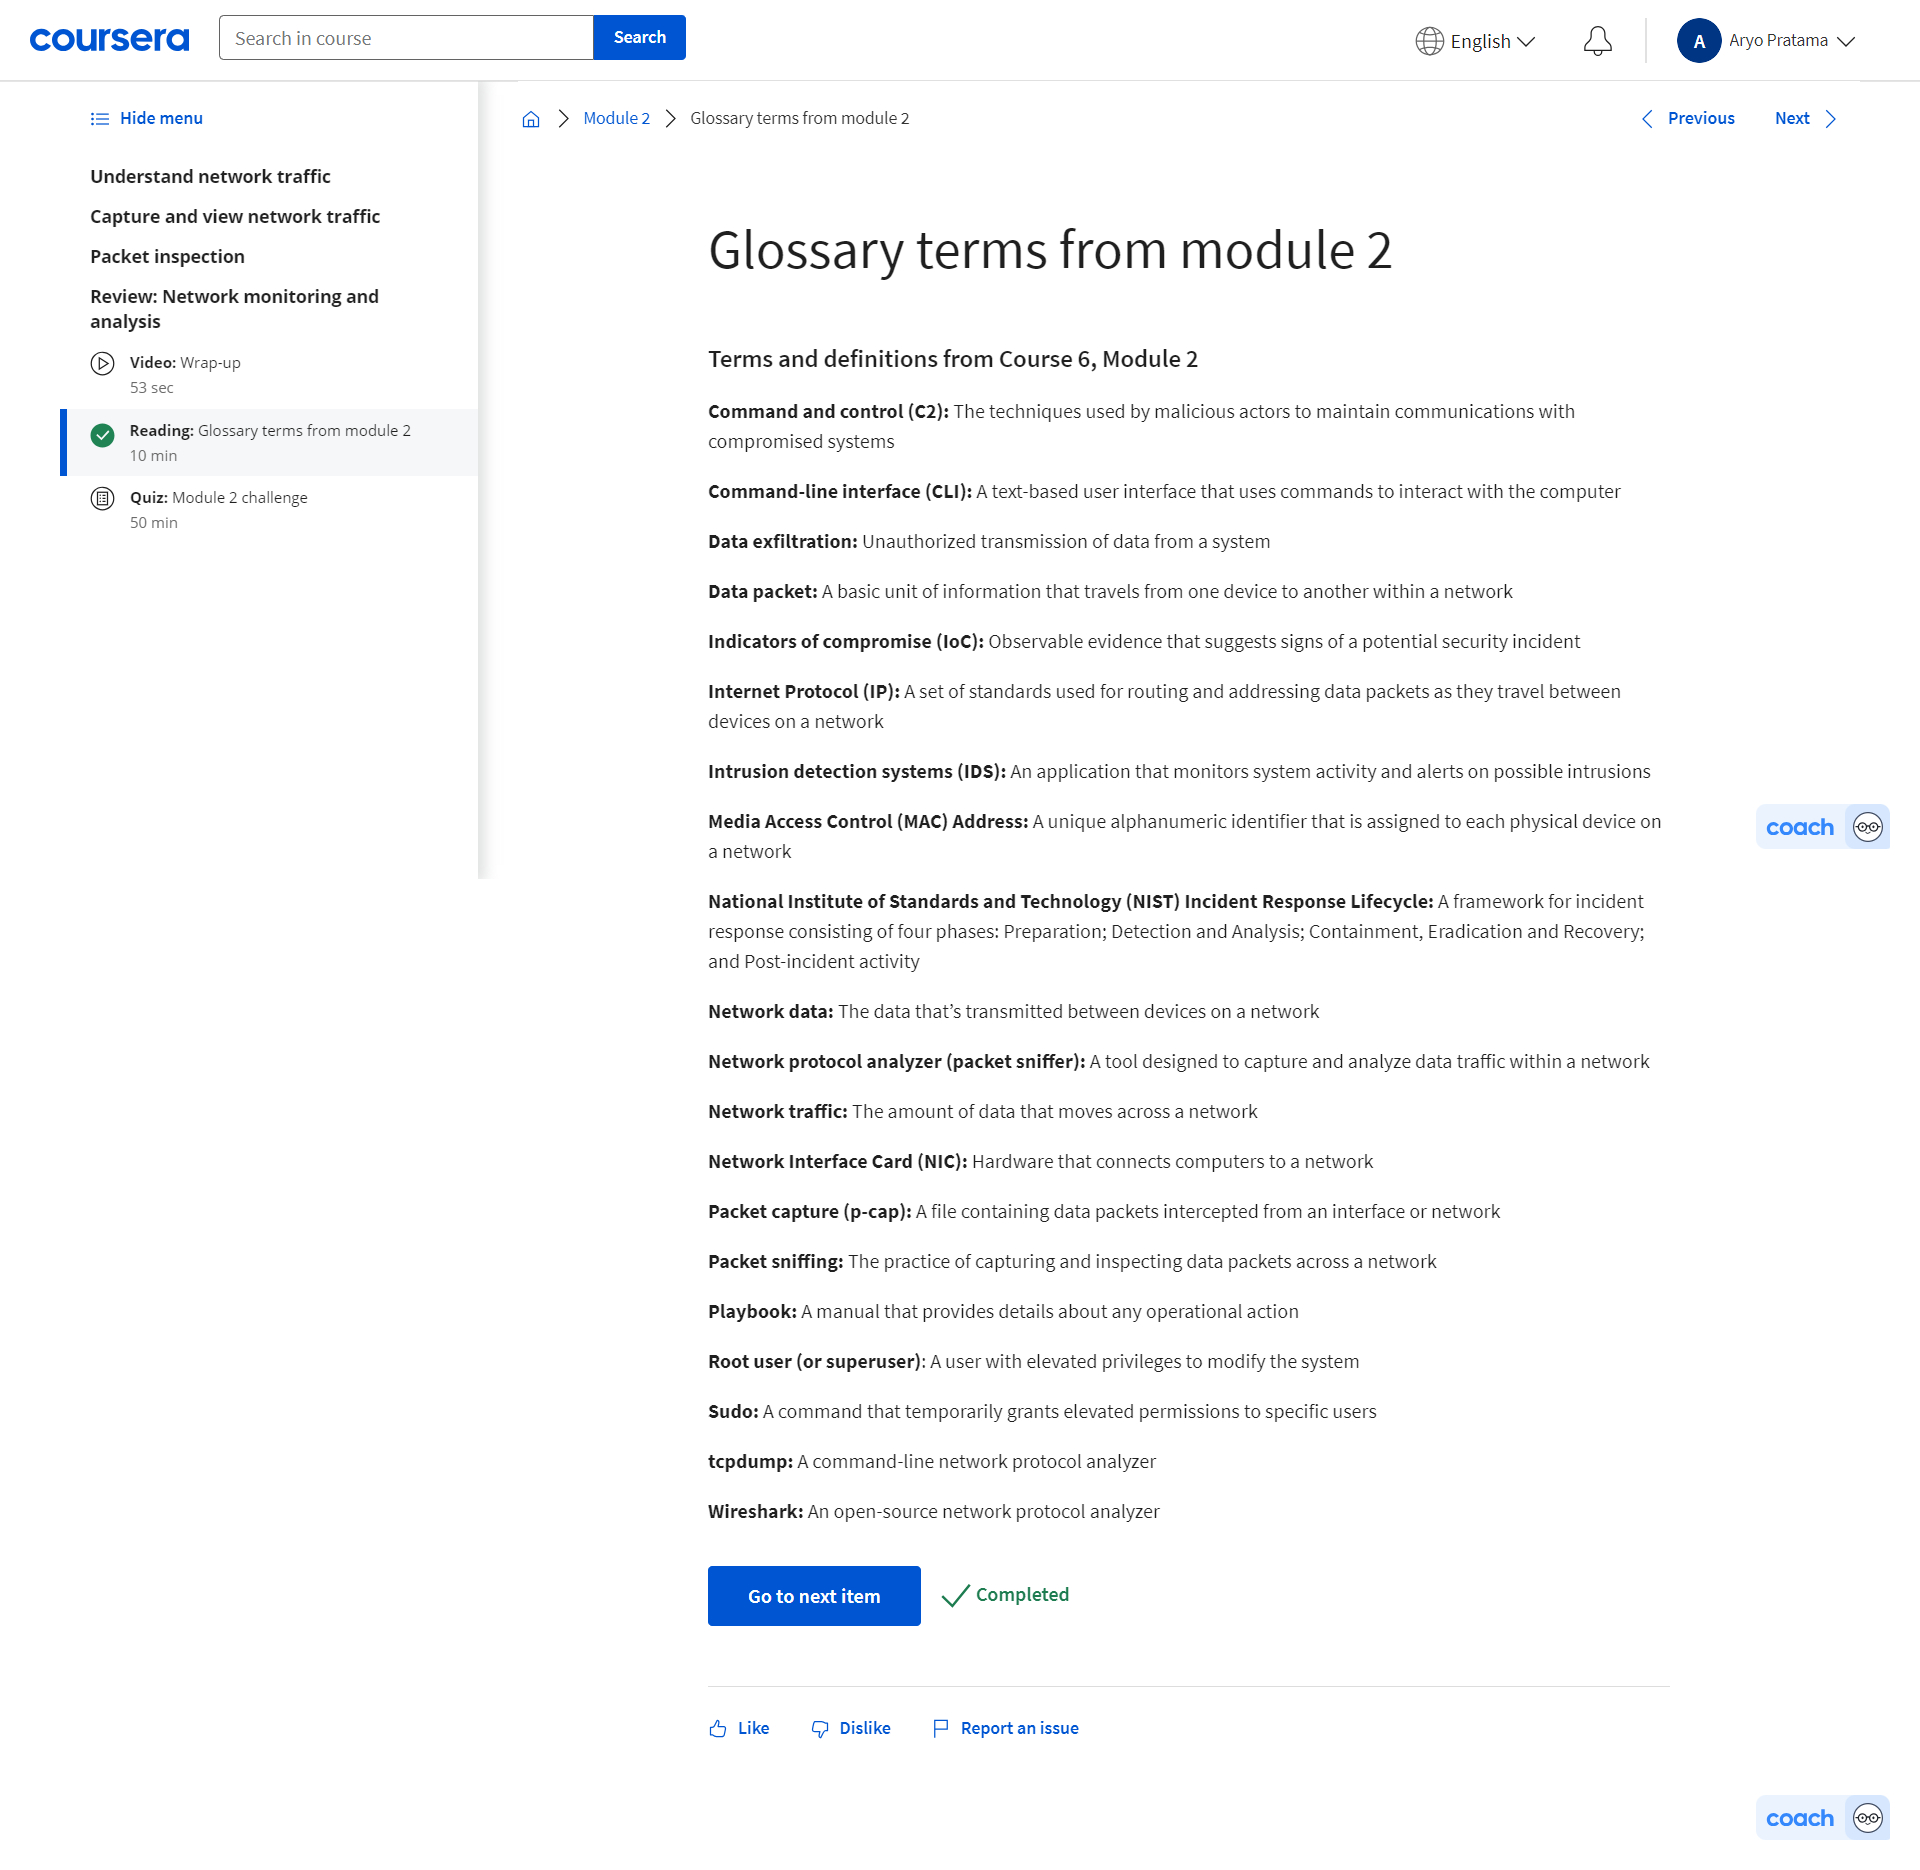 coursera
Search in course
Search
English
A
Aryo Pratama
Hide menu
Understand network traffic
Capture and view network traffic
Packet inspection
Review: Network monitoring and
analysis
Video: Wrap-up
53 sec
Reading: Glossary terms from module 2
10 min
Quiz: Module 2 challenge
50 min
Module 2
Glossary terms from module 2
Previous
Next
Glossary terms from module 2
Terms and definitions from Course 6, Module 2
Command and control (C2): The techniques used by malicious actors to maintain communications with
compromised systems
Command-line interface (CLI): A text-based user interface that uses commands to interact with the computer
Data exfiltration: Unauthorized transmission of data from a system
Data packet: A basic unit of information that travels from one device to another within a network
Indicators of compromise (IoC): Observable evidence that suggests signs of a potential security incident
Internet Protocol (IP): A set of standards used for routing and addressing data packets as they travel between
devices on a network
Intrusion detection systems (IDS): An application that monitors system activity and alerts on possible intrusions
Media Access Control (MAC) Address: A unique alphanumeric identifier that is assigned to each physical device on
a network
National Institute of Standards and Technology (NIST) Incident Response Lifecycle: A framework for incident
response consisting of four phases: Preparation; Detection and Analysis; Containment, Eradication and Recovery;
and Post-incident activity
Network data: The data that’s transmitted between devices on a network
Network protocol analyzer (packet sniffer): A tool designed to capture and analyze data traffic within a network
Network traffic: The amount of data that moves across a network
Network Interface Card (NIC): Hardware that connects computers to a network
Packet capture (p-cap): A file containing data packets intercepted from an interface or network
Packet sniffing: The practice of capturing and inspecting data packets across a network
Playbook: A manual that provides details about any operational action
Root user (or superuser): A user with elevated privileges to modify the system
Sudo: A command that temporarily grants elevated permissions to specific users
tcpdump: A command-line network protocol analyzer
Wireshark: An open-source network protocol analyzer
Go to next item
Completed
Like
Dislike
Report an issue
coach
coach